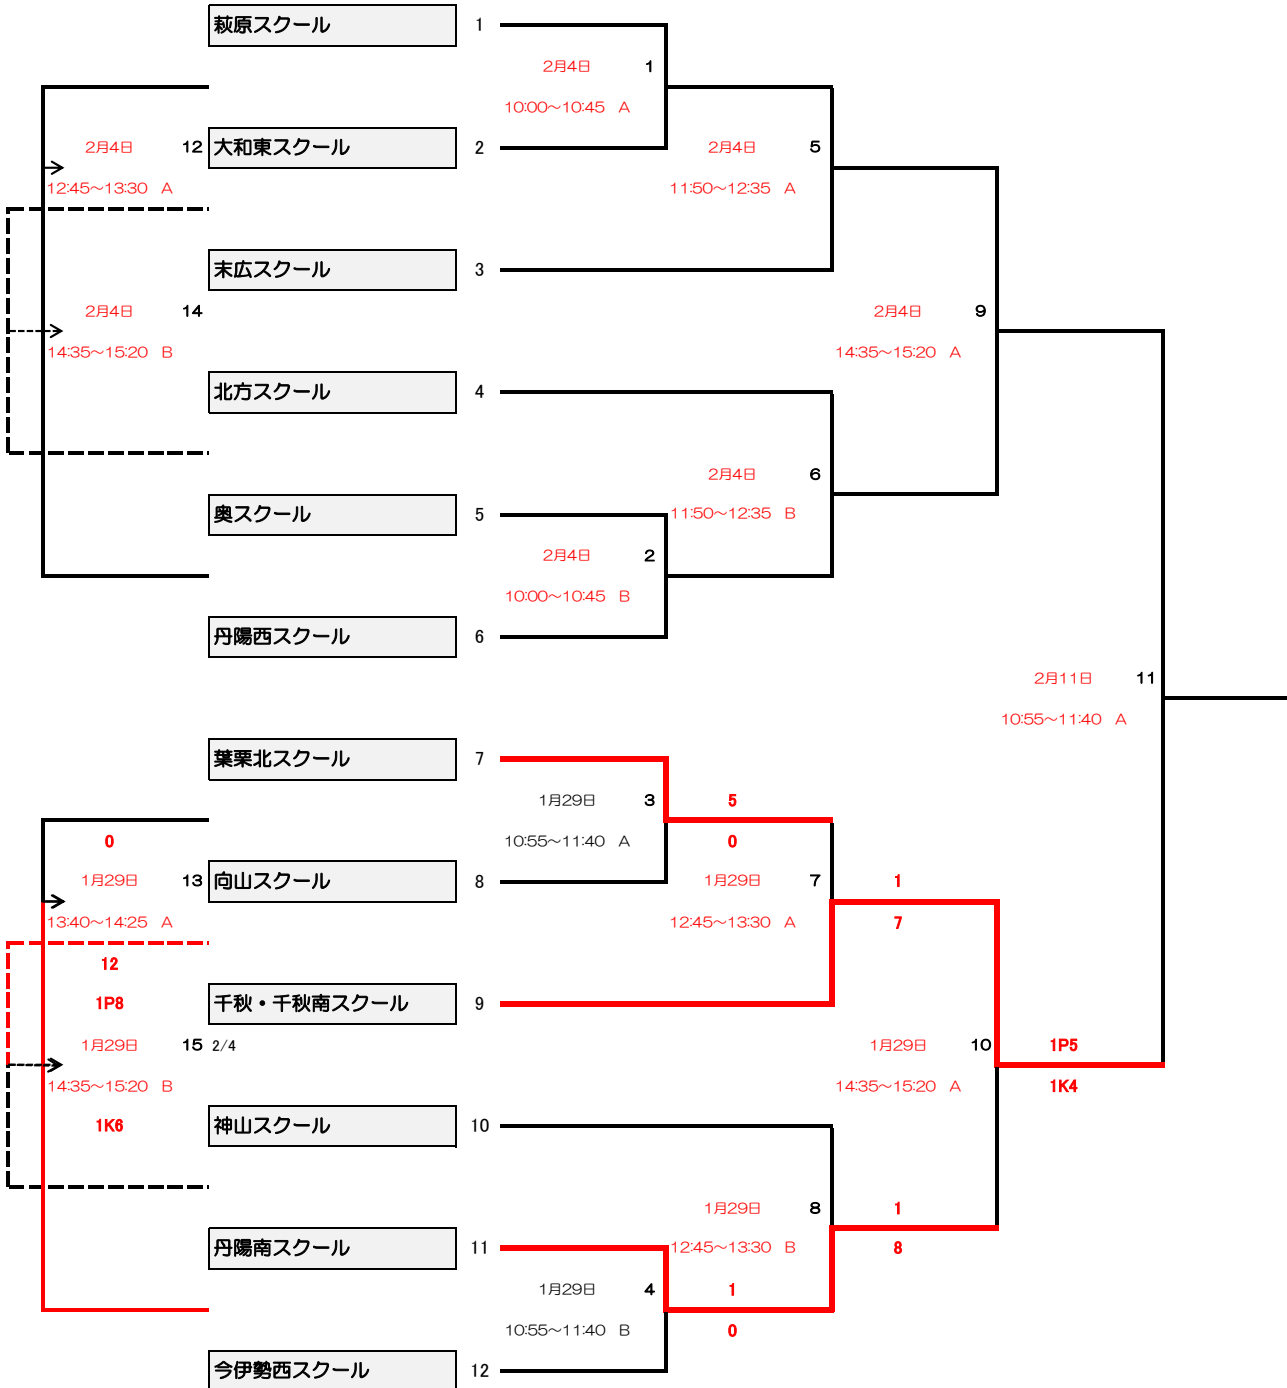 萩原スクール 1
2月4日 1
10:00～10:45 A
2月4日 12 大和東スクール 2 2月4日 5
12:45～13:30 A 11:50～12:35 A
末広スクール 3
2月4日 14 2月4日 9
14:35～15:20 B 14:35～15:20 A
北方スクール 4
2月4日 6
奥スクール 5 11:50～12:35 B
2月4日 2
10:00～10:45 B
丹陽西スクール 6
2月11日 11
10:55～11:40 A
葉栗北スクール 7
1月29日 3 5
0 10:55～11:40 A 0
1月29日 13 向山スクール 8 1月29日 7 1
13:40～14:25 A 12:45～13:30 A 7
12
1P8 千秋・千秋南スクール 9
1月29日 15 2/4 1月29日 10 1P5
14:35～15:20 B 14:35～15:20 A 1K4
1K6 神山スクール 10
1月29日 8 1
丹陽南スクール 11 12:45～13:30 B 8
1月29日 4 1
10:55～11:40 B 0
今伊勢西スクール 12